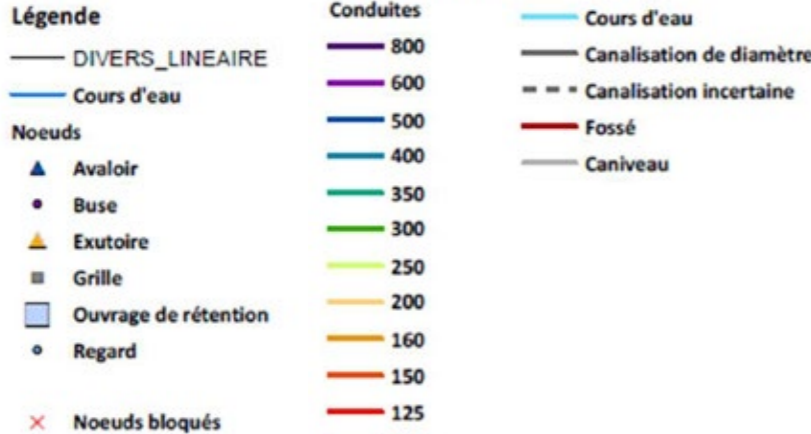 Légende
DIVERS_LINEAIRE
Cours d'eau
Noeuds
Avaloir
Buse
Exutoire
Grille
Ouvrage de rétention
Regard
Noeuds bloqués
Conduites
800
600
500
400
350
300
250
200
160
150
125
Cours d'eau
Canalisation de diamètre
Canalisation incertaine
Fossé
Caniveau